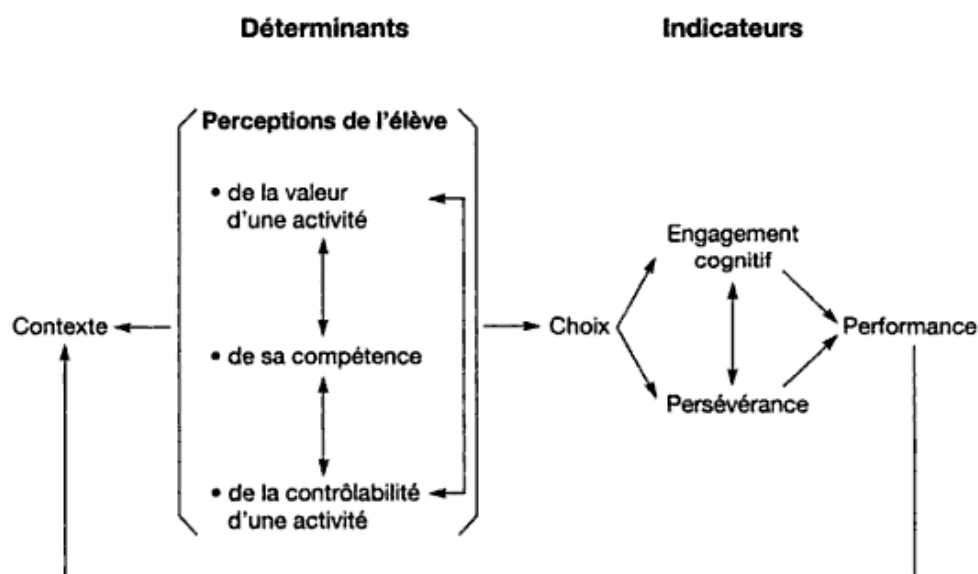 Déterminants
Indicateurs
Perceptions de l'élève
• de la valeur
d'une activité
Engagement
cognitif
Contexte
Choix
Performance
• de sa compétence
Persévérance
• de la contrôlabilité
d'une activité